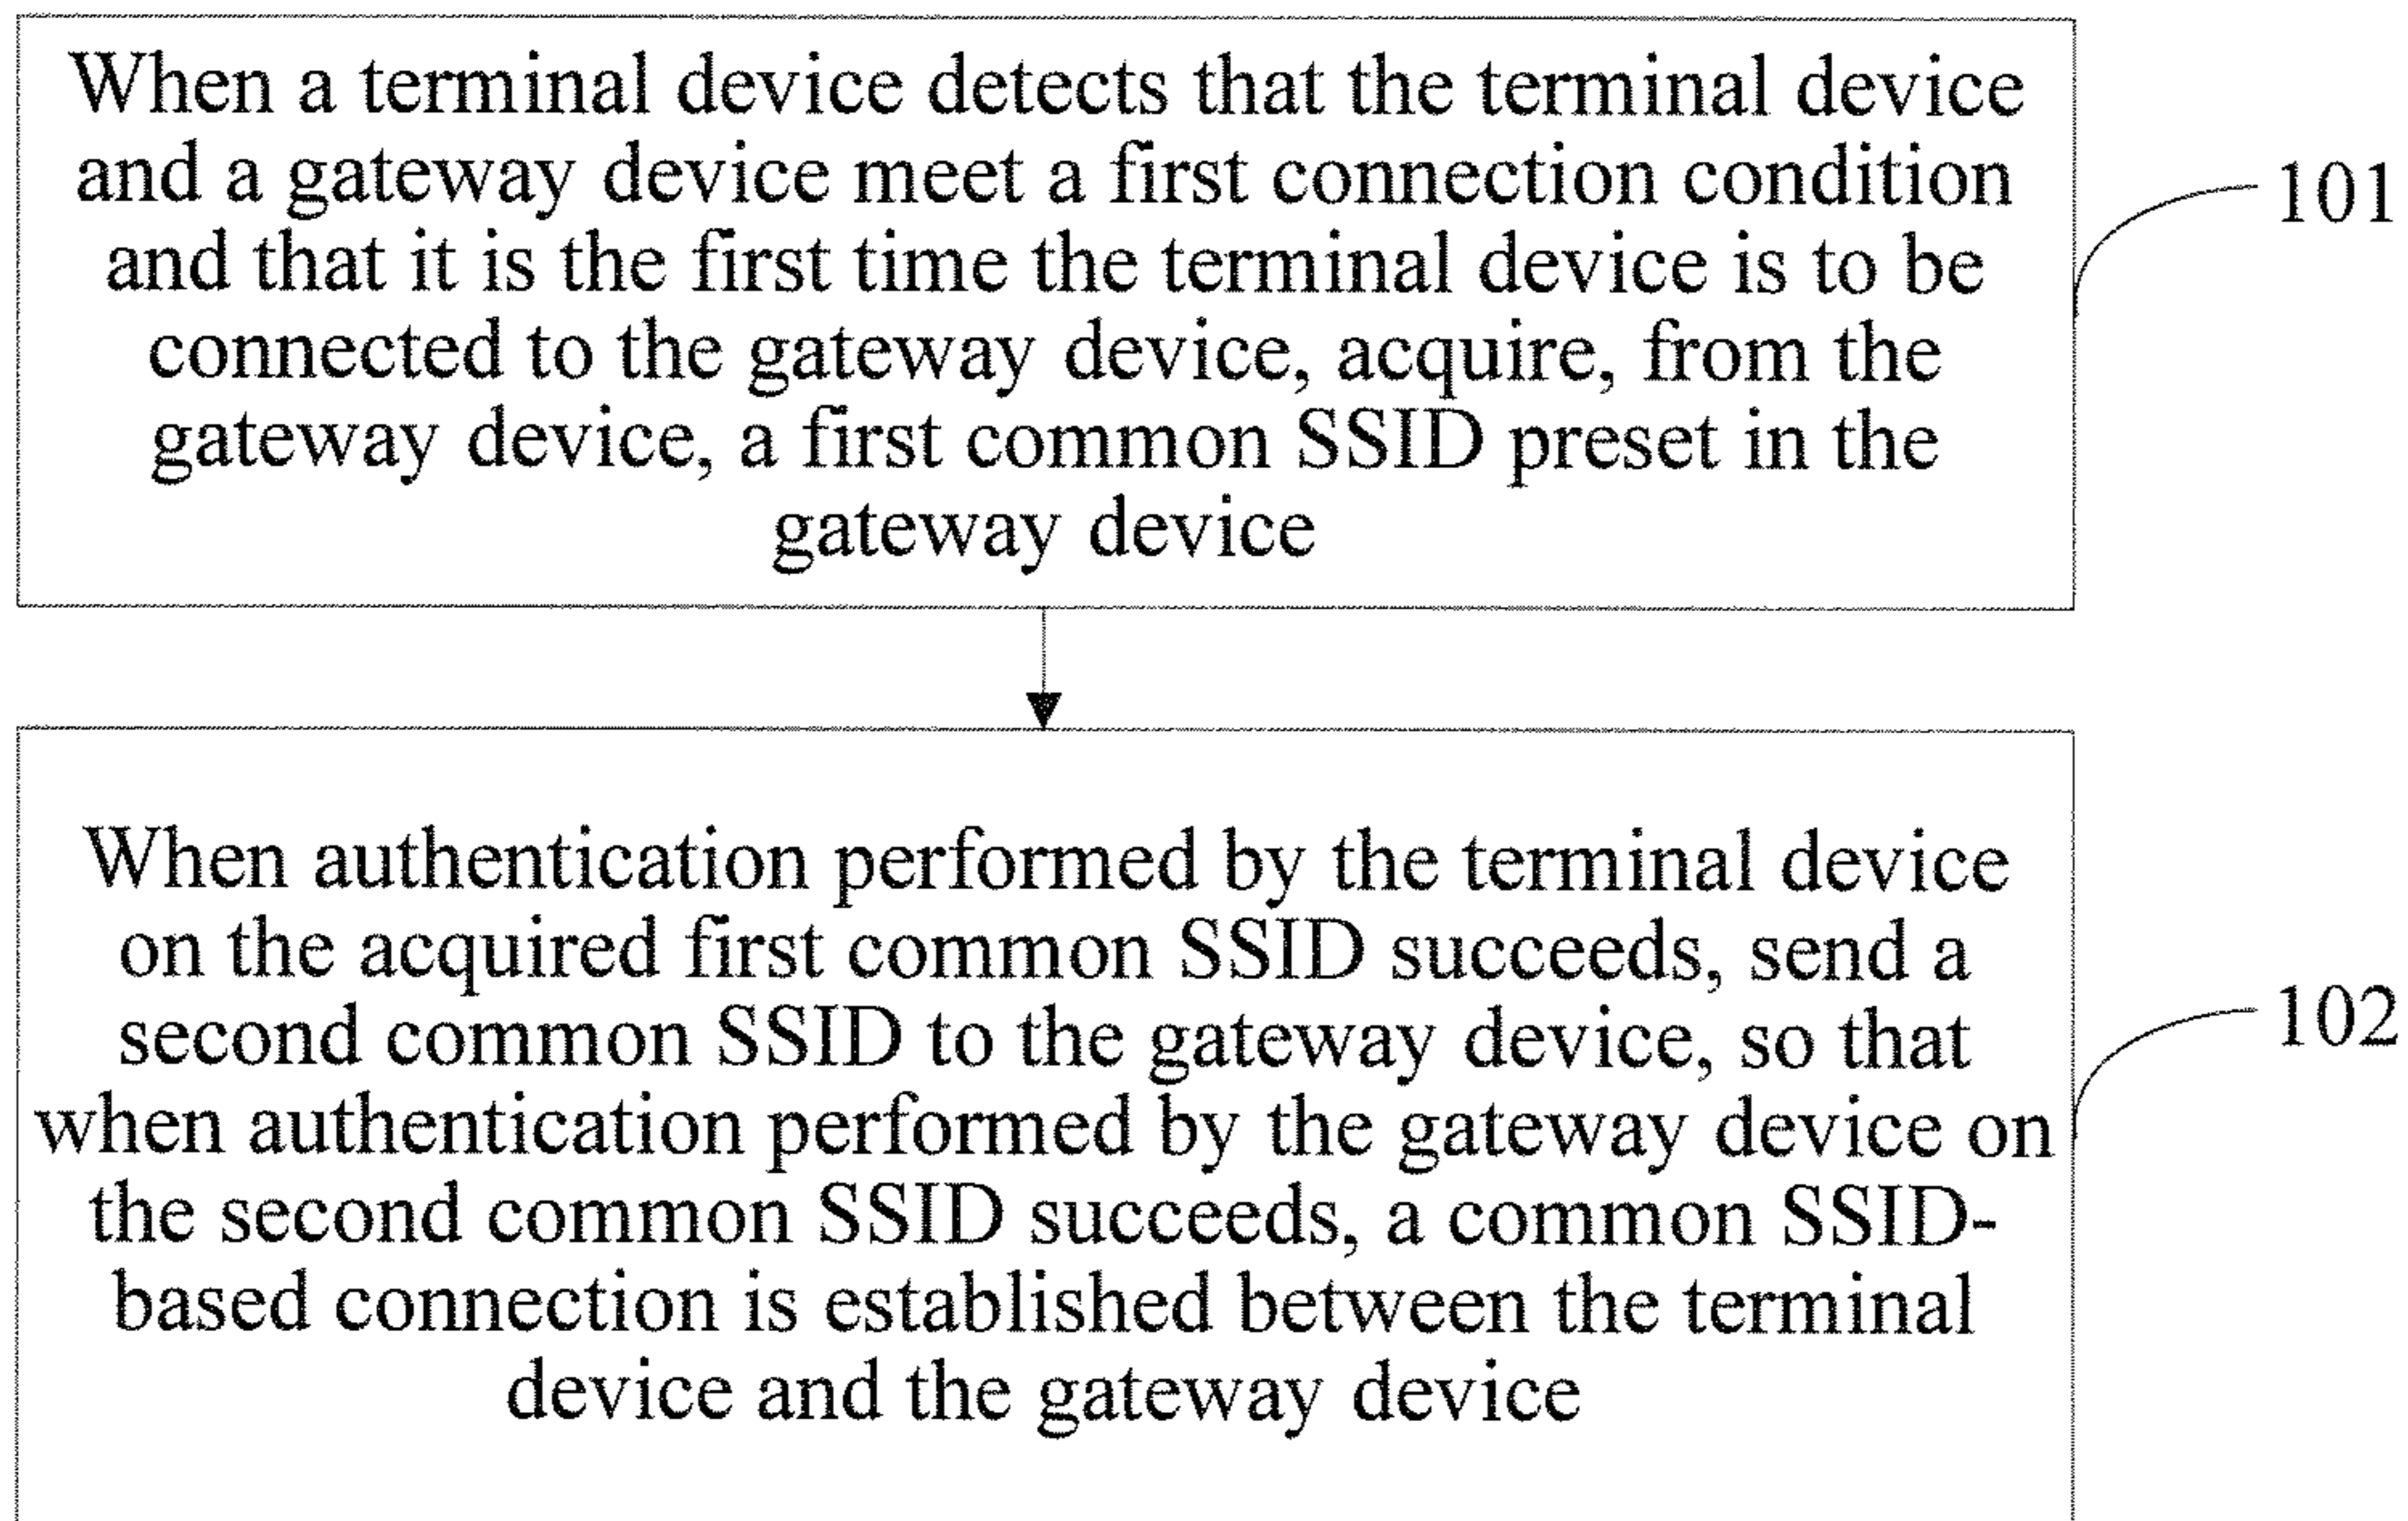 When a terminal device detects that the terminal device
and a gateway device meet a first connection condition
and that it is the first time the terminal device is to be
connected to the gateway device, acquire, from the
gateway device, a first common SSID preset in the
gateway device
101
When authentication performed by the terminal device
on the acquired first common SSID succeeds, send a
second common SSID to the gateway device, so that
when authentication performed by the gateway device on
the second common SSID succeeds, a common SSID-
based connection is established between the terminal
device and the gateway device
102